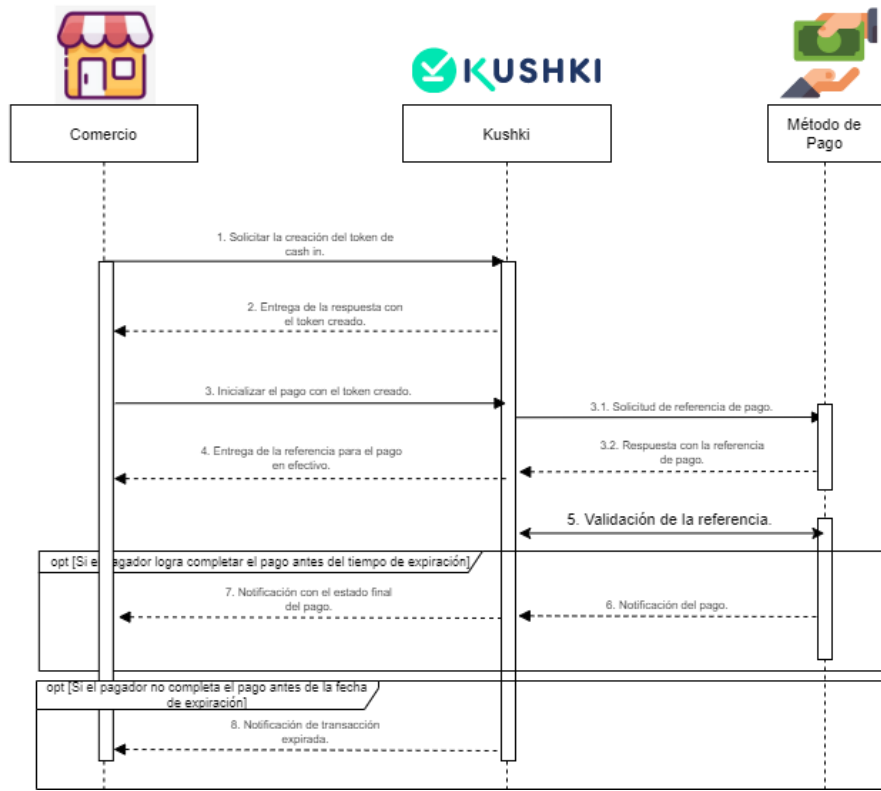 KUSHKI
Comercio
Kushki
Método de
Pago
1. Solicitar la creación del token de
cash in.
2. Entrega de la respuesta con
el token creado.
3. Inicializar el pago con el token creado.
3.1. Solicitud de referencia de pago.
4. Entrega de la referencia para el pago
en efectivo.
3.2. Respuesta con la referencia
de pago.
5. Validación de la referencia.
opt [Si el pagador logra completar el pago antes del tiempo de expiración]
7. Notificación con el estado final
del pago.
6. Notificación del pago.
opt [Si el pagador no completa el pago antes de la fecha
de expiración]
8. Notificación de transacción
expirada.